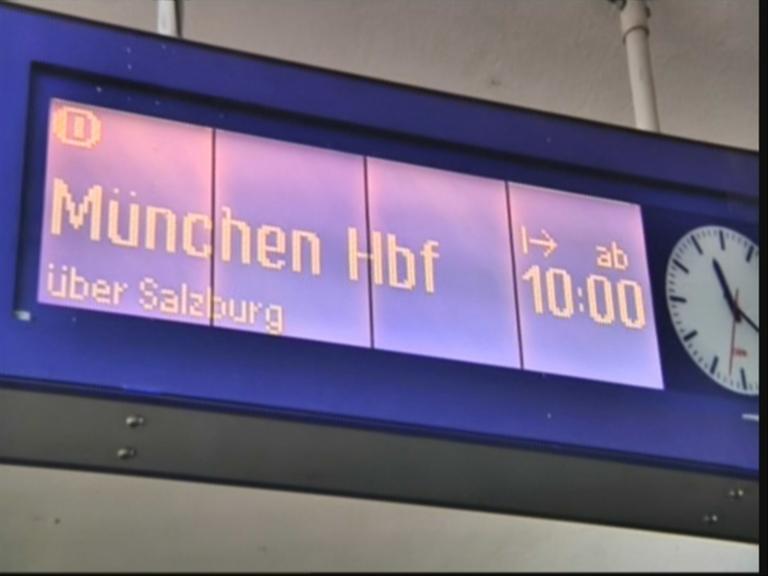 D
München Hbf
über Salzburg
ab
10:00